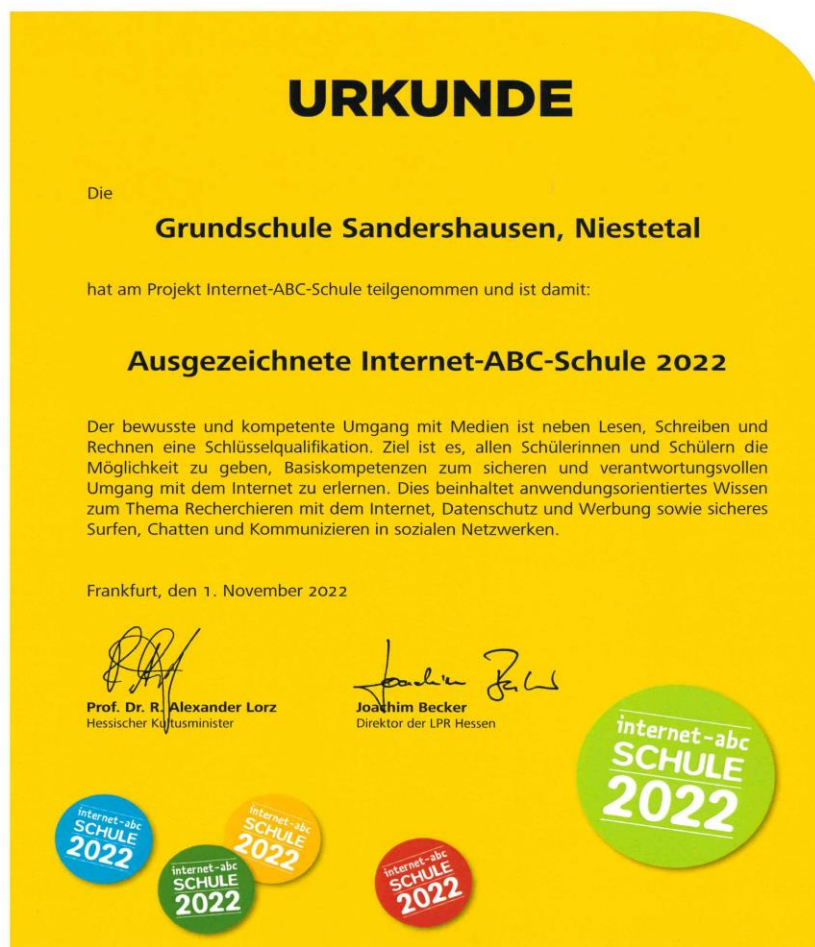 URKUNDE
Die
Grundschule Sandershausen, Niestetal
hat am Projekt Internet-ABC-Schule teilgenommen und ist damit:
Ausgezeichnete Internet-ABC-Schule 2022
Der bewusste und kompetente Umgang mit Medien ist neben Lesen, Schreiben und
Rechnen eine Schlüsselqualifikation. Ziel ist es, allen Schülerinnen und Schülern die
Möglichkeit zu geben, Basiskompetenzen zum sicheren und verantwortungsvollen
Umgang mit dem Internet zu erlernen. Dies beinhaltet anwendungsorientiertes Wissen
zum Thema Recherchieren mit dem Internet, Datenschutz und Werbung sowie sicheres
Surfen, Chatten und Kommunizieren in sozialen Netzwerken.
Frankfurt, den 1. November 2022
Joachim Becker
Prof. Dr. R. Alexander Lorz
Hessischer Kultusminister
Joachim Becker
Direktor der LPR Hessen
internet-abc
SCHULE
2022
internet-abc
SCHULE
2022
internet-abc
SCHULE
2022
internet-abc
SCHULE
2022
internet-abc
SCHULE
2022